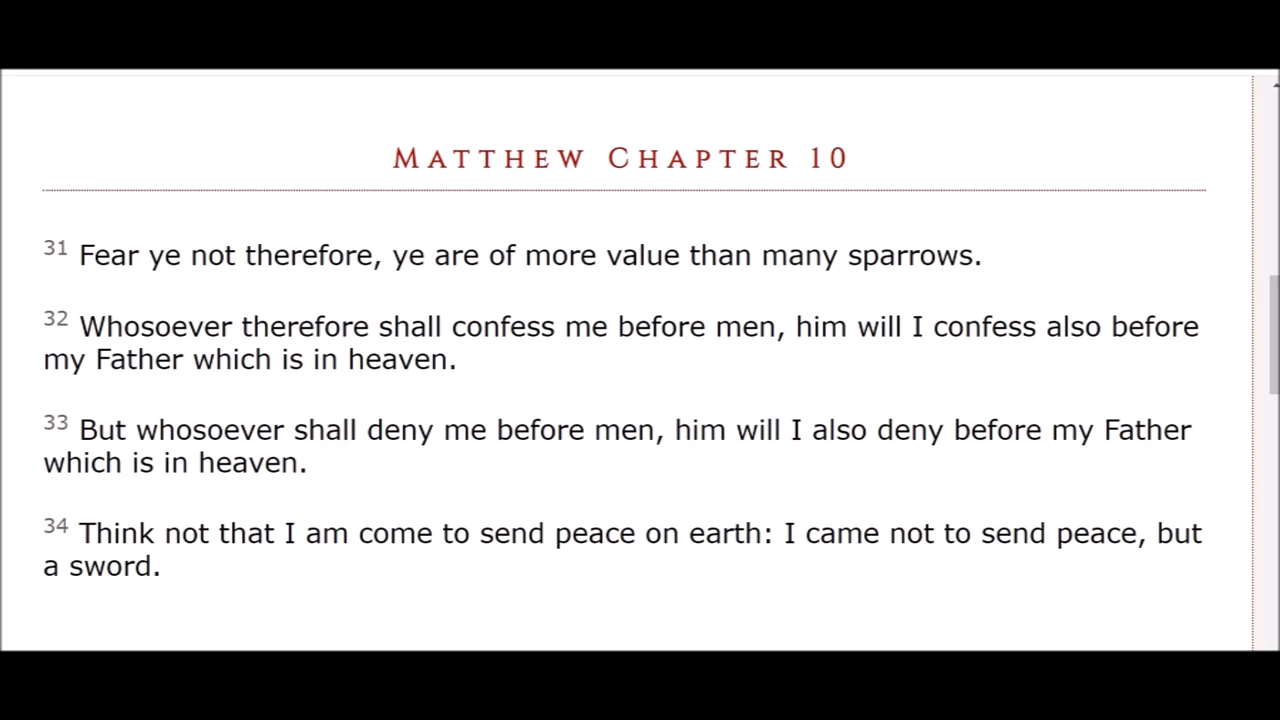 Matthew Chapter 10
31 Fear ye not therefore, ye are of more value than many sparrows.
32 Whosoever therefore shall confess me before men, him will I confess also before
my Father which is in heaven.
33 But whosoever shall deny me before men, him will I also deny before my Father
which is in heaven.
34 Think not that I am come to send peace on earth: I came not to send peace, but
a sword.